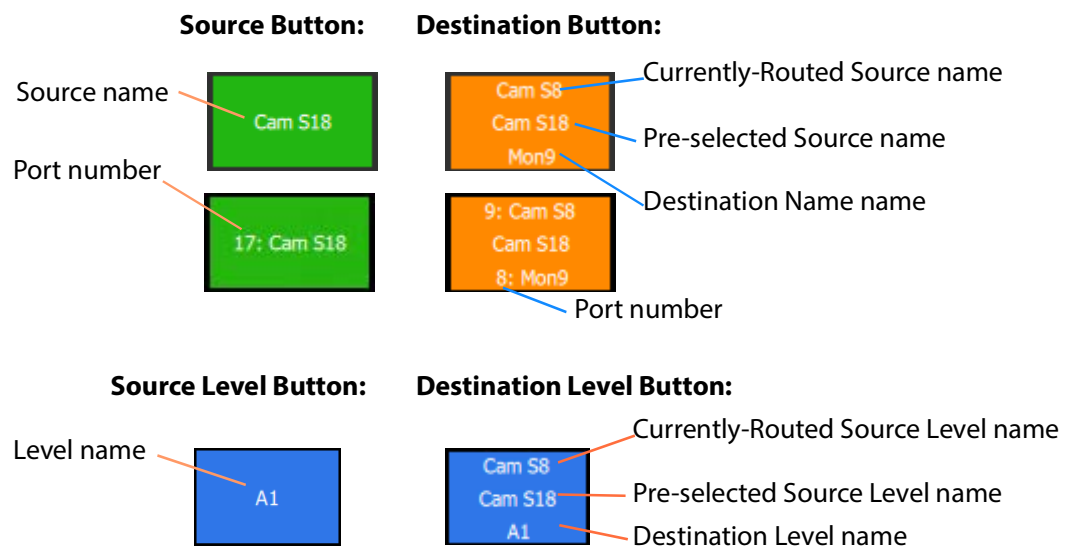 Source Button:
Destination Button:
Source name
Cam S18
Cam S8
Cam S18
Mon9
Currently-Routed Source name
Pre-selected Source name
Destination Name name
Port number
17: Cam S18
9: Cam S8
Cam S18
8: Mon9
Port number
Source Level Button:
Destination Level Button:
Level name
A1
Cam S8
Cam S18
A1
Currently-Routed Source Level name
Pre-selected Source Level name
Destination Level name